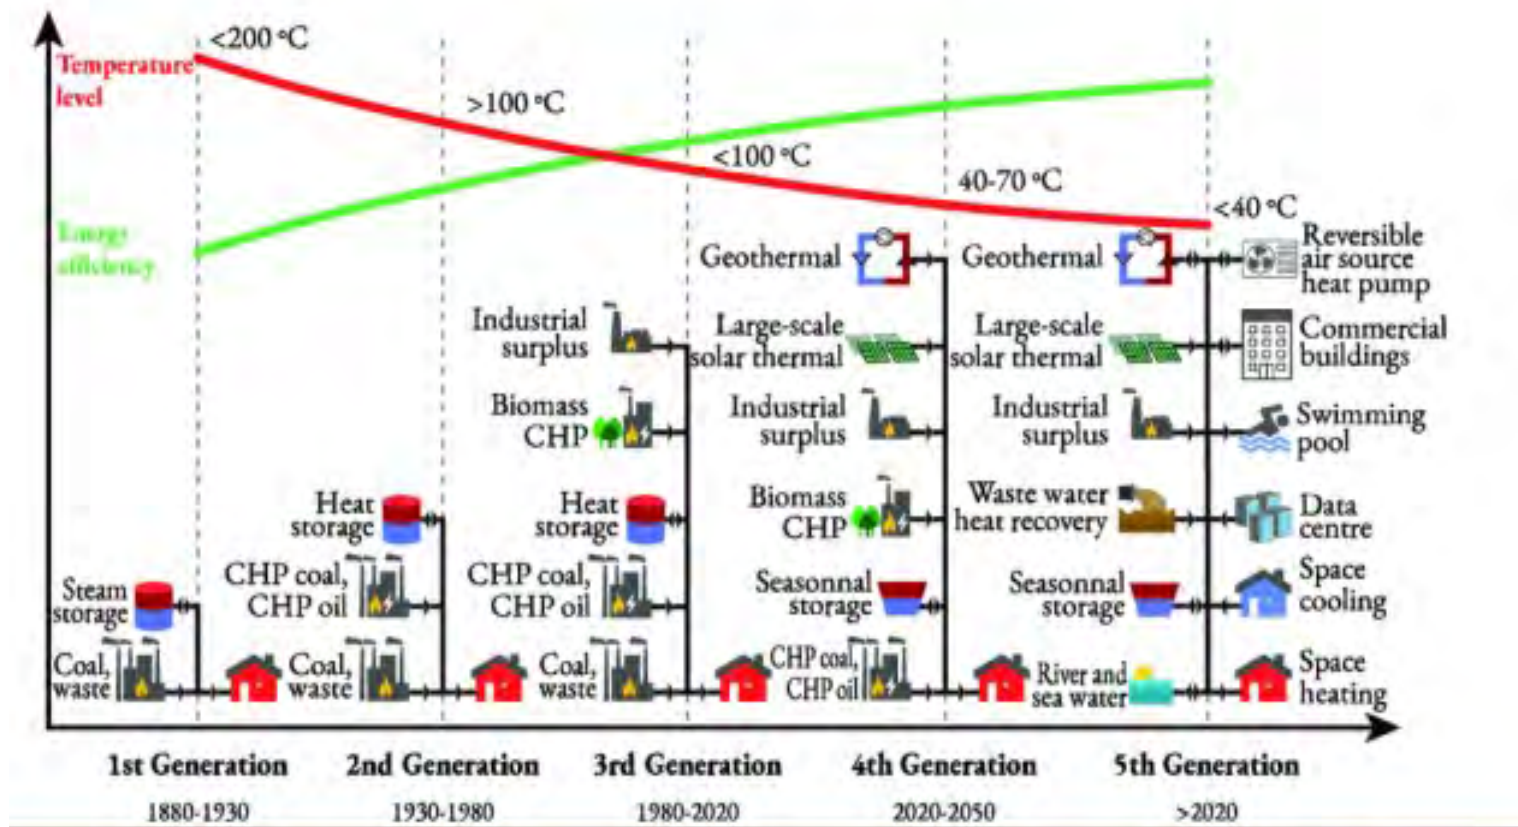 <200 °C
Temperature
level
>100 °C
<100 °C
40-70 °C
<40 °C
Energy
efficiency
Steam
storage
Coal,
waste
Heat
storage
CHP coal,
CHP oil
Coal,
waste
Industrial
surplus
Biomass
CHP
Heat
storage
CHP coal,
CHP oil
Coal,
waste
Geothermal
Large-scale
solar thermal
Industrial
surplus
Biomass
CHP
Seasonnal
storage
CHP coal,
CHP oil
Geothermal
Large-scale
solar thermal
Industrial
surplus
Waste water
heat recovery
Seasonnal
storage
River and
sea water
Reversible
air source
heat pump
Commercial
buildings
Swimming
pool
Data
centre
Space
cooling
Space
heating
1st Generation
2nd Generation
3rd Generation
4th Generation
5th Generation
1880-1930
1930-1980
1980-2020
2020-2050
>2020